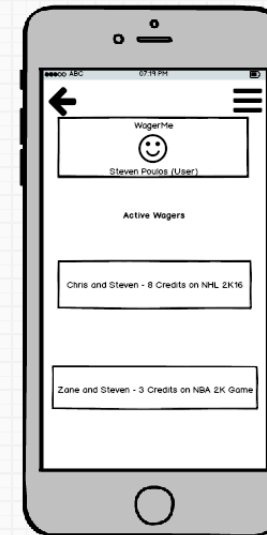 ABC 07:19 PM
WagerMe
Steven Poulos (User)
Active Wagers
Chris and Steven - 8 Credits on NHL 2K16
Zane and Steven - 3 Credits on NBA 2K Game